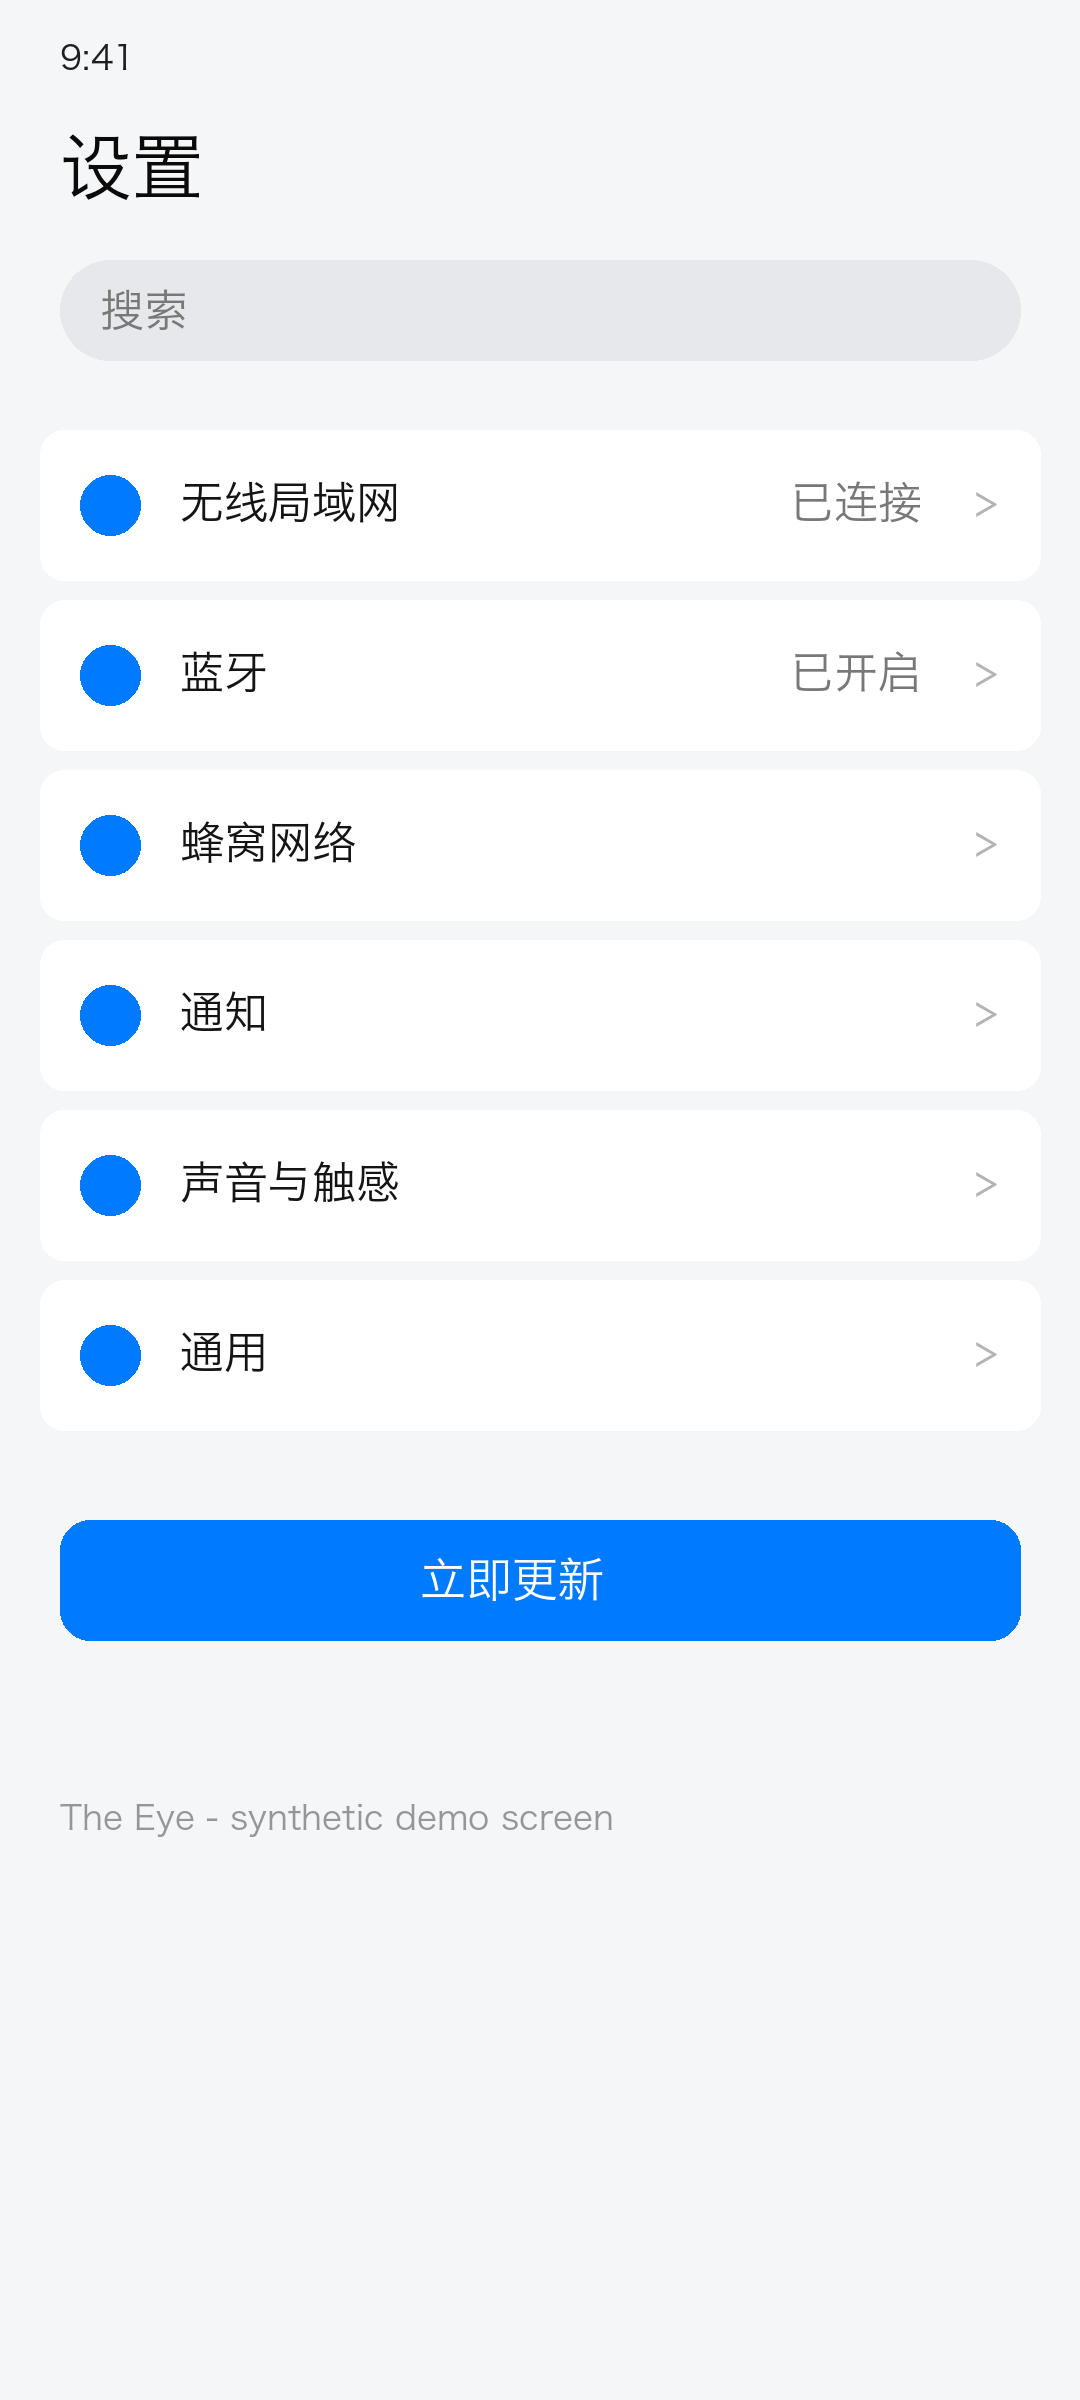 9:41
设置
搜索
无线局域网 已连接 >
蓝牙 已开启 >
蜂窝网络 >
通知 >
声音与触感 >
通用 >
立即更新
The Eye - synthetic demo screen